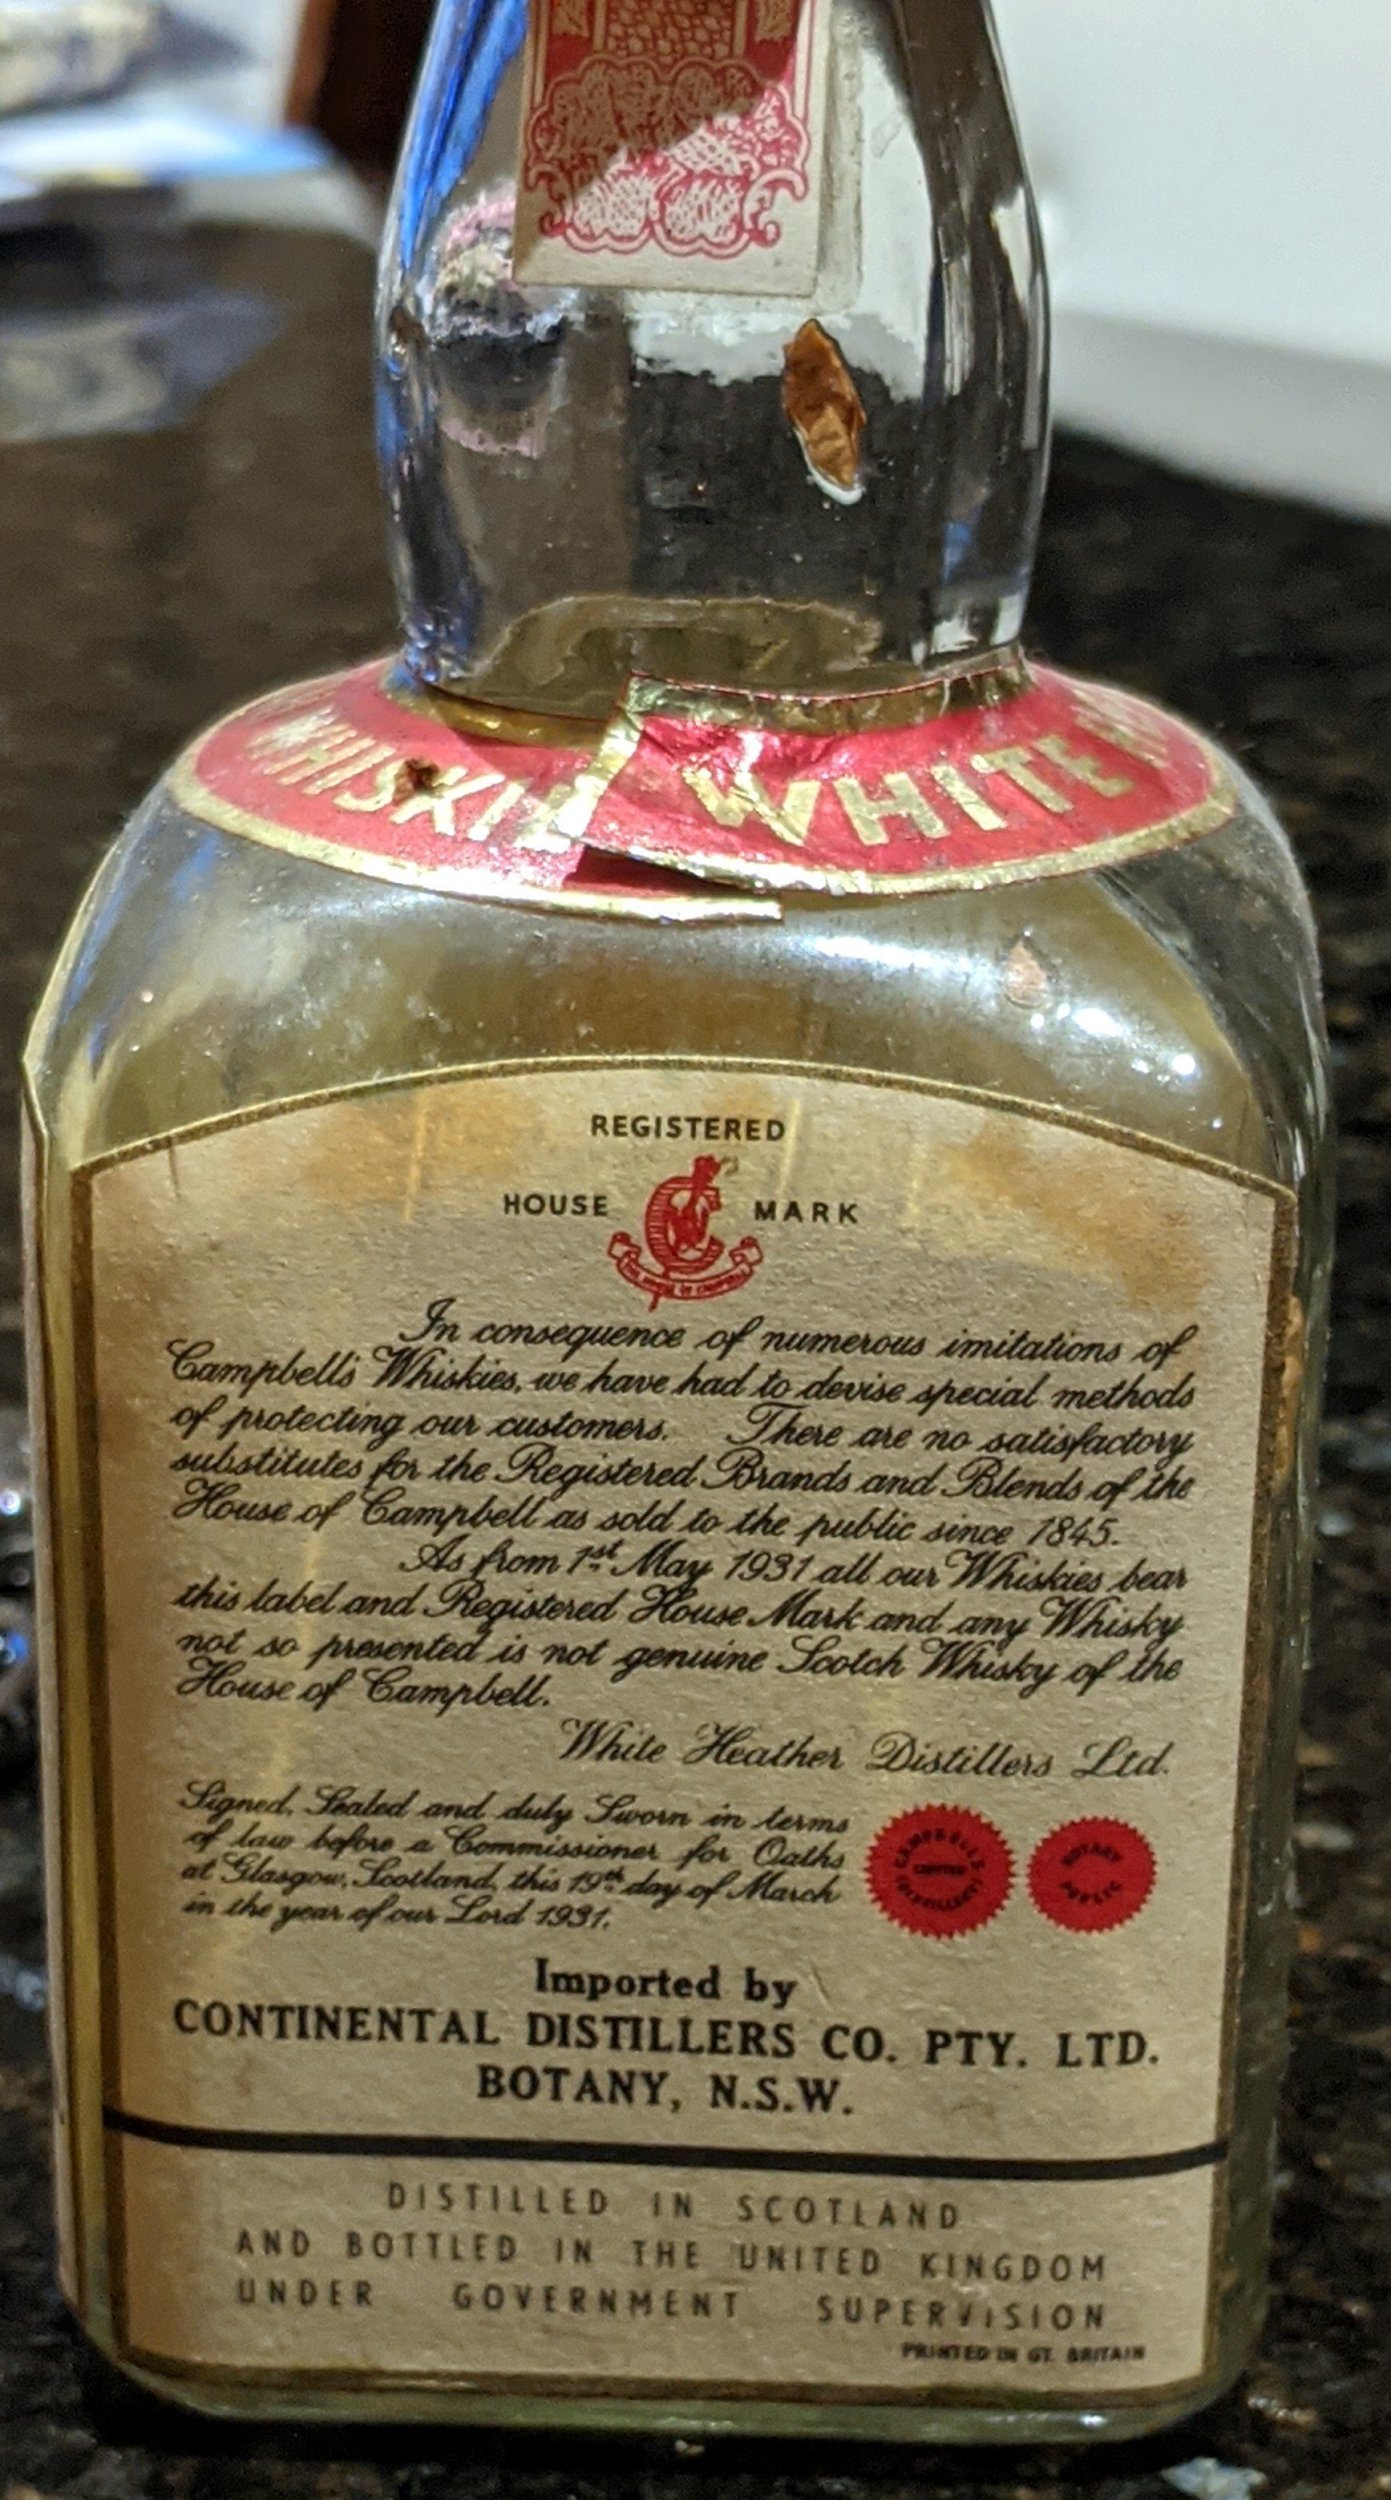 WHISKIE WHITE
REGISTERED
HOUSE MARK
In consequence of numerous imitations of
Campbell's Whiskies, we have had to devise special methods
of protecting our customers. There are no satisfactory
substitutes for the Registered Brands and Blends of the
House of Campbell as sold to the public since 1845.
As from 1st May 1931 all our Whiskies bear
this label and Registered House Mark and any Whisky
not so presented is not genuine Scotch Whisky of the
House of Campbell.
White Heather Distillers Ltd.
Signed, Sealed and duly Sworn in terms
of law before a Commissioner for Oaths
at Glasgow, Scotland, this 19th day of March
in the year of our Lord 1931.
CAMPBELLS
LIMITED
(DISTILLERY)
NOTARY
PUBLIC
Imported by
CONTINENTAL DISTILLERS CO. PTY. LTD.
BOTANY, N.S.W.
DISTILLED IN SCOTLAND
AND BOTTLED IN THE UNITED KINGDOM
UNDER GOVERNMENT SUPERVISION
PRINTED IN GT. BRITAIN